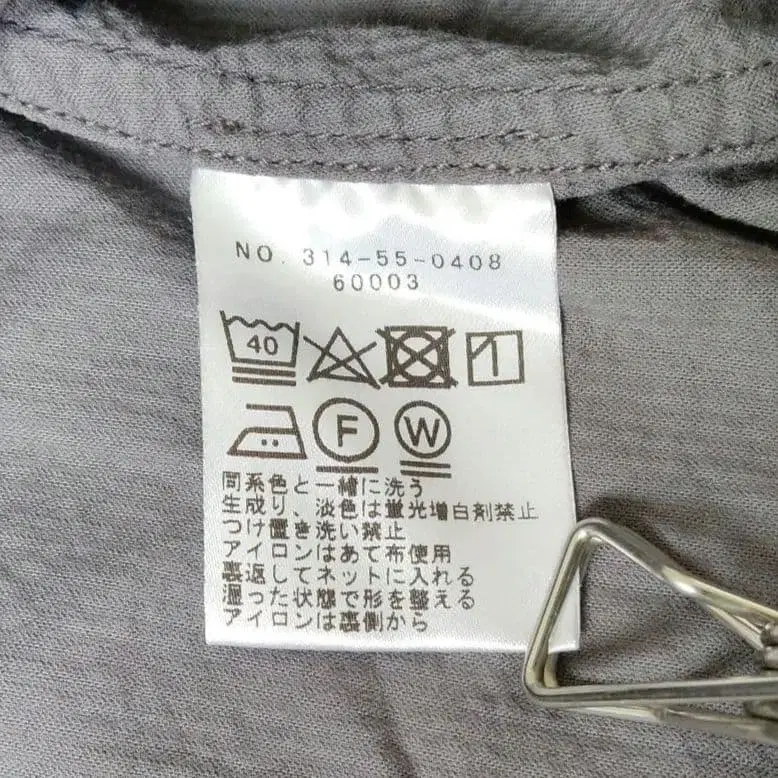 NO. 314-55-0408
60003
40
F W
同系色と一緒に洗う
生成り、淡色は蛍光増白剤禁止
つけ置き洗い禁止
アイロンはあて布使用
裏返してネットに入れる
湿った状態で形を整える
アイロンは裏側から